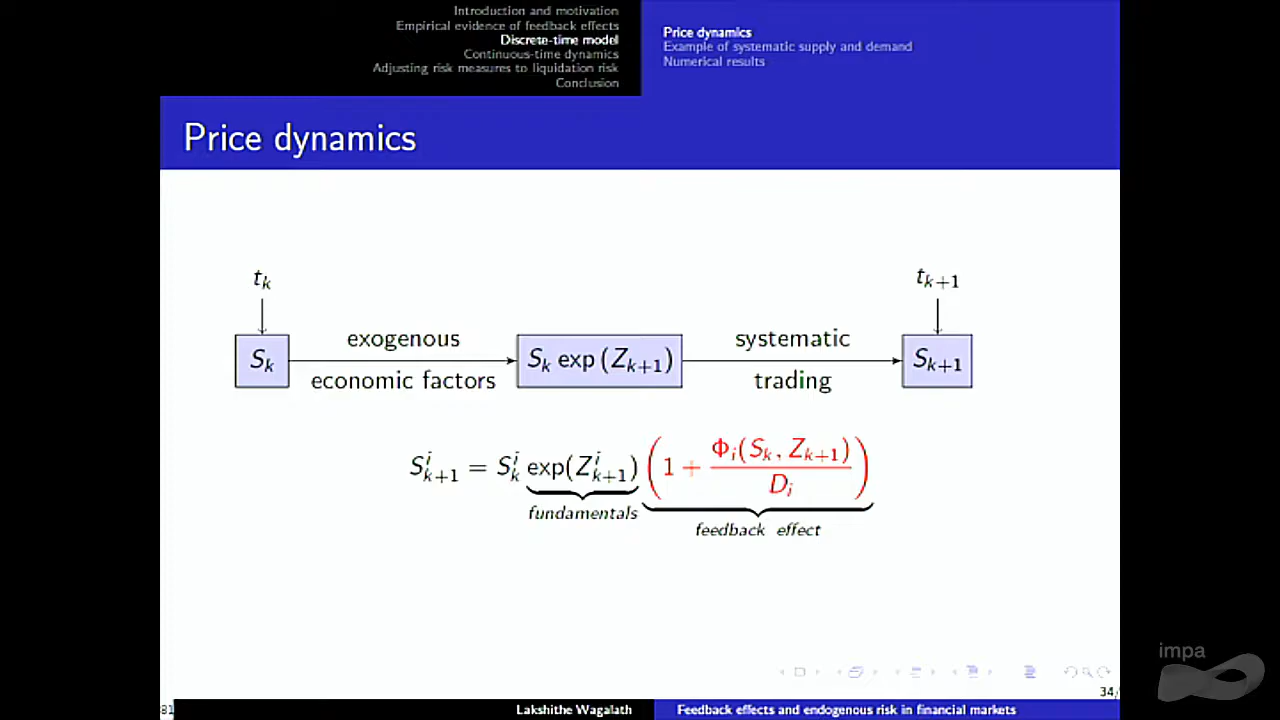 Introduction and motivation
Empirical evidence of feedback effects
Discrete-time model
Continuous-time dynamics
Adjusting risk measures to liquidation risk
Conclusion
Price dynamics
Example of systematic supply and demand
Numerical results
Price dynamics
t_k
t_{k+1}
S_k
exogenous
economic factors
S_k exp (Z_{k+1})
systematic
trading
S_{k+1}
S^i_{k+1} = S^i_k exp(Z^i_{k+1}) (1 + Φ_i(S_k, Z_{k+1}) / D_i)
fundamentals
feedback effect
impa
34/
81
Lakshithe Wagalath
Feedback effects and endogenous risk in financial markets